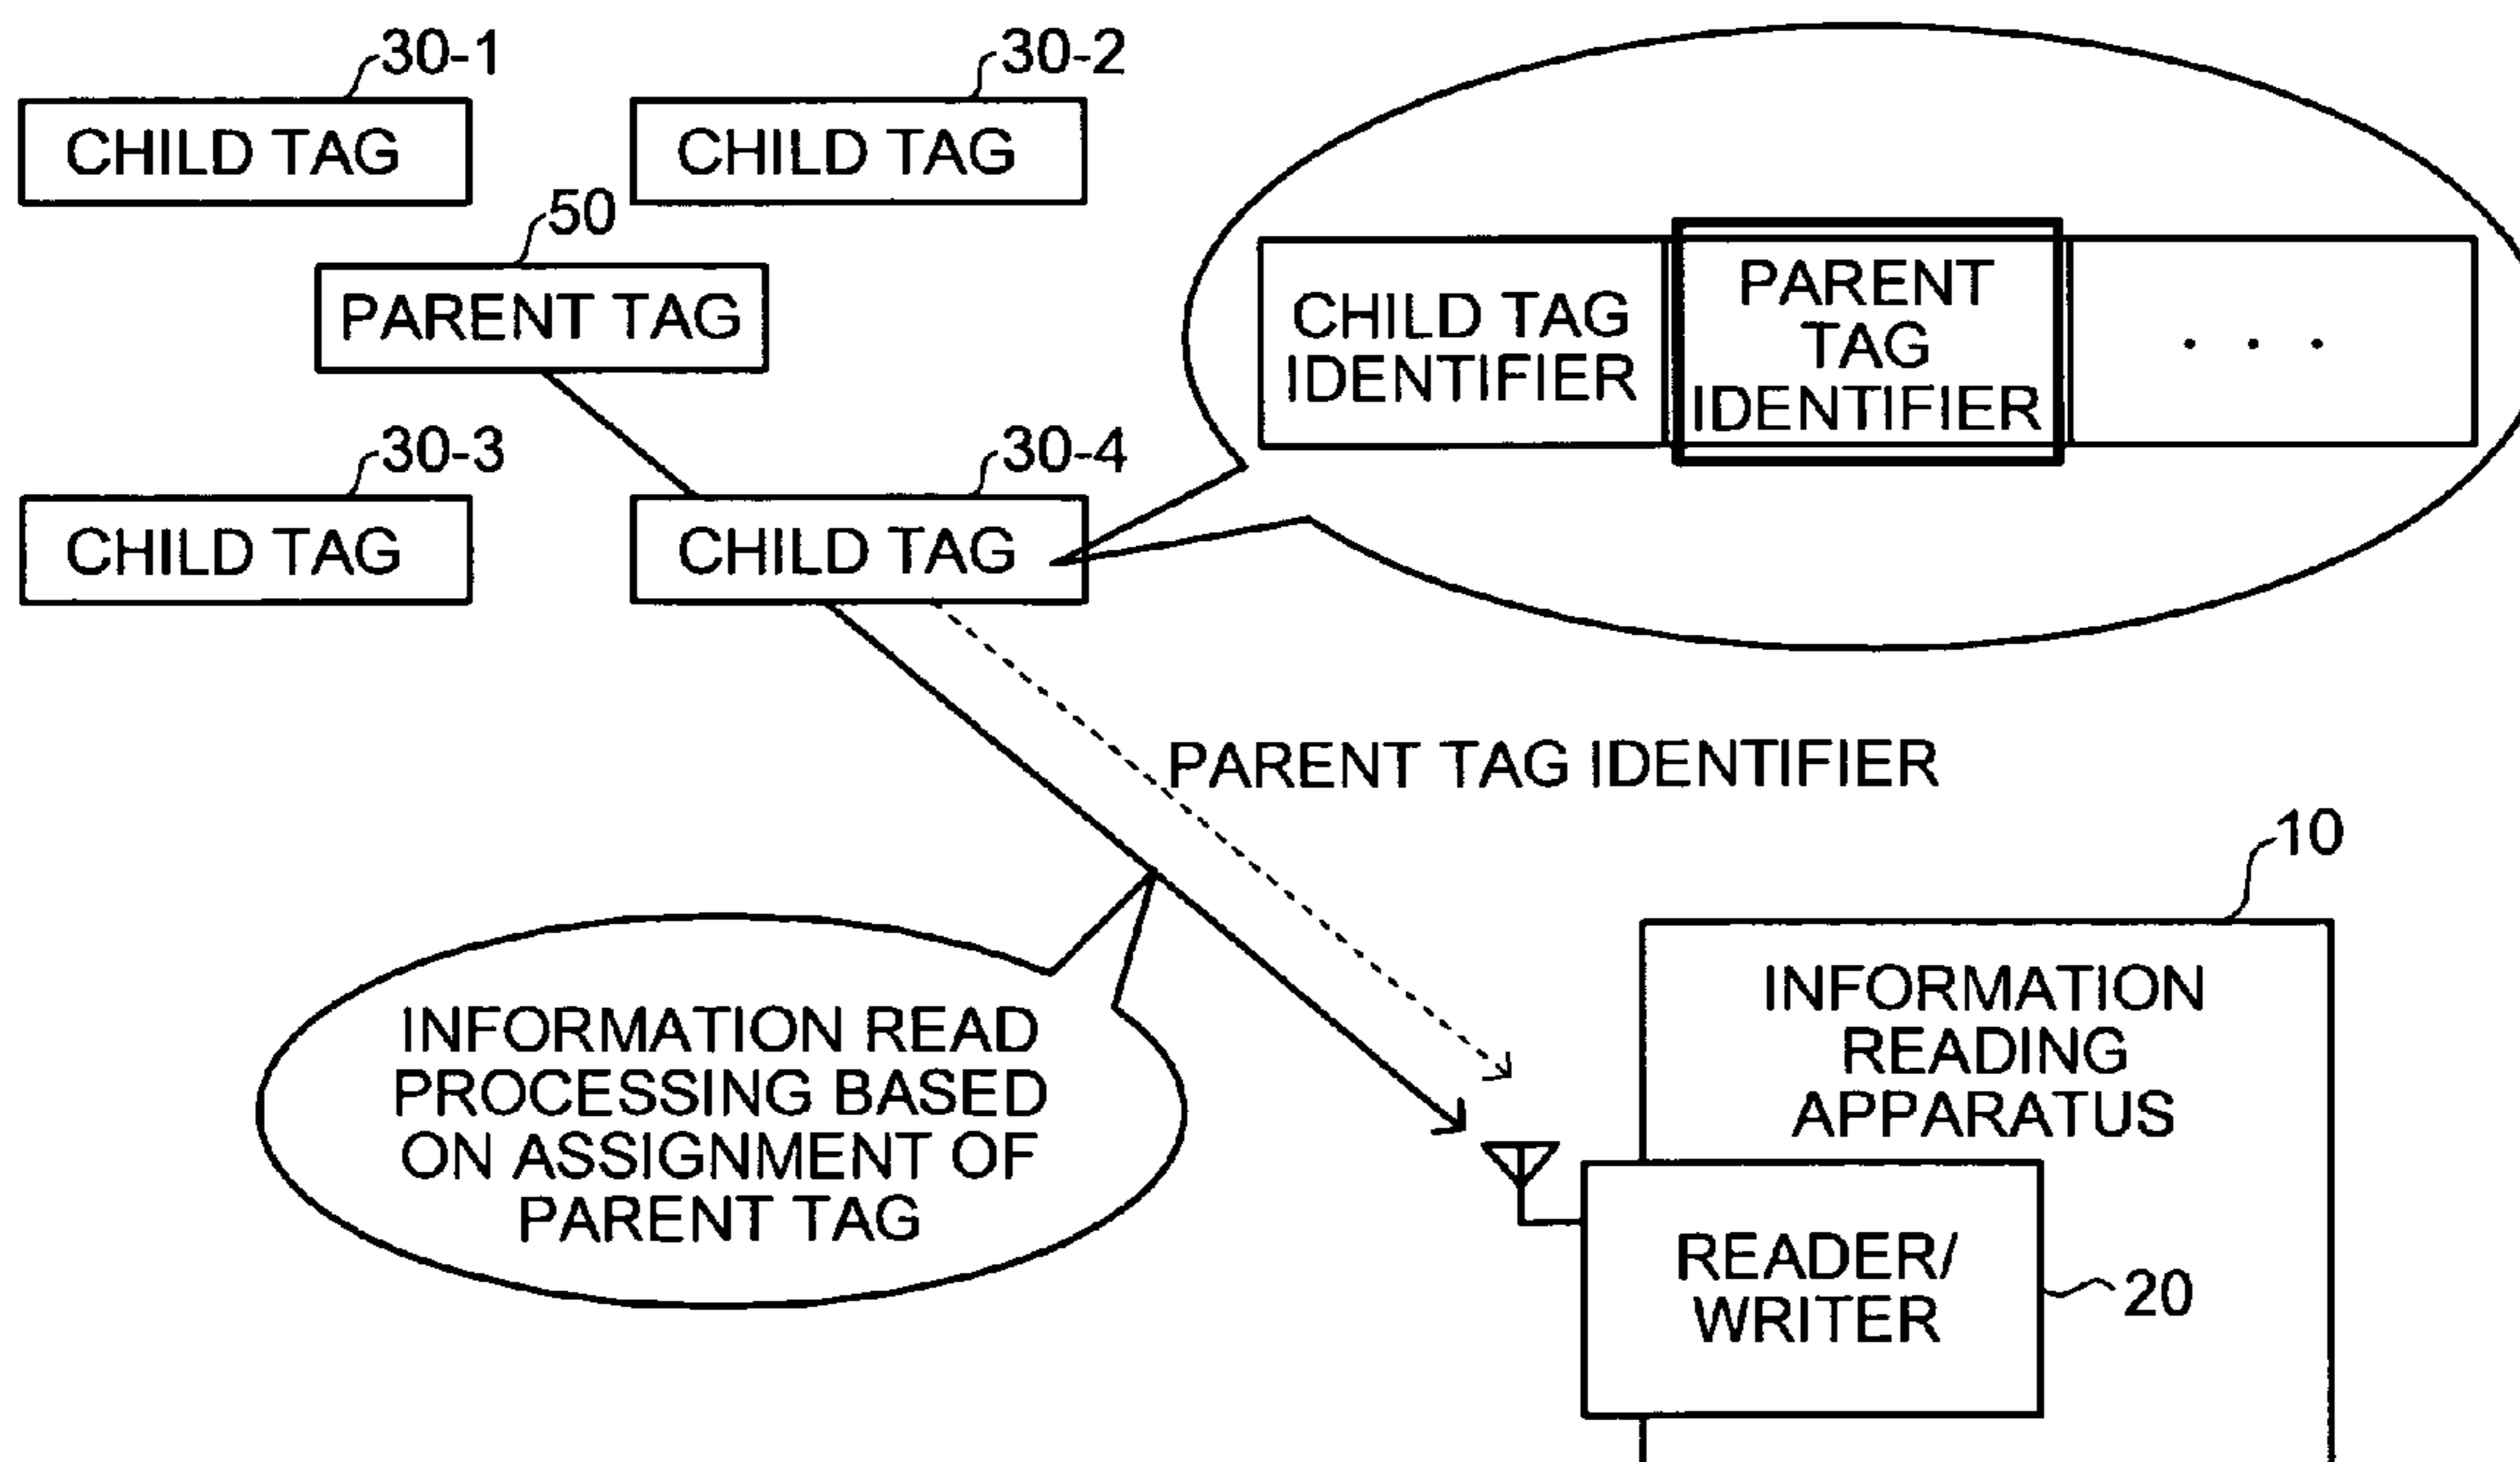 30-1
30-2
CHILD TAG
CHILD TAG
50
PARENT TAG
CHILD TAG
IDENTIFIER
PARENT
TAG
IDENTIFIER
. . .
30-3
30-4
CHILD TAG
CHILD TAG
PARENT TAG IDENTIFIER
10
INFORMATION
READING
APPARATUS
INFORMATION READ
PROCESSING BASED
ON ASSIGNMENT OF
PARENT TAG
READER/
WRITER
20